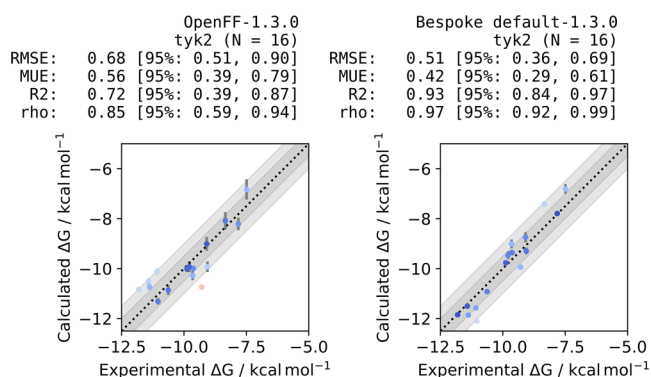 OpenFF-1.3.0
tyk2 (N = 16)
RMSE: 0.68 [95%: 0.51, 0.90]
MUE: 0.56 [95%: 0.39, 0.79]
R2: 0.72 [95%: 0.39, 0.87]
rho: 0.85 [95%: 0.59, 0.94]
−6
−8
−10
−12
−12.5 −10.0 −7.5 −5.0
Calculated ΔG / kcal mol⁻¹
Experimental ΔG / kcal mol⁻¹
Bespoke default-1.3.0
tyk2 (N = 16)
RMSE: 0.51 [95%: 0.36, 0.69]
MUE: 0.42 [95%: 0.29, 0.61]
R2: 0.93 [95%: 0.84, 0.97]
rho: 0.97 [95%: 0.92, 0.99]
−6
−8
−10
−12
−12.5 −10.0 −7.5 −5.0
Calculated ΔG / kcal mol⁻¹
Experimental ΔG / kcal mol⁻¹